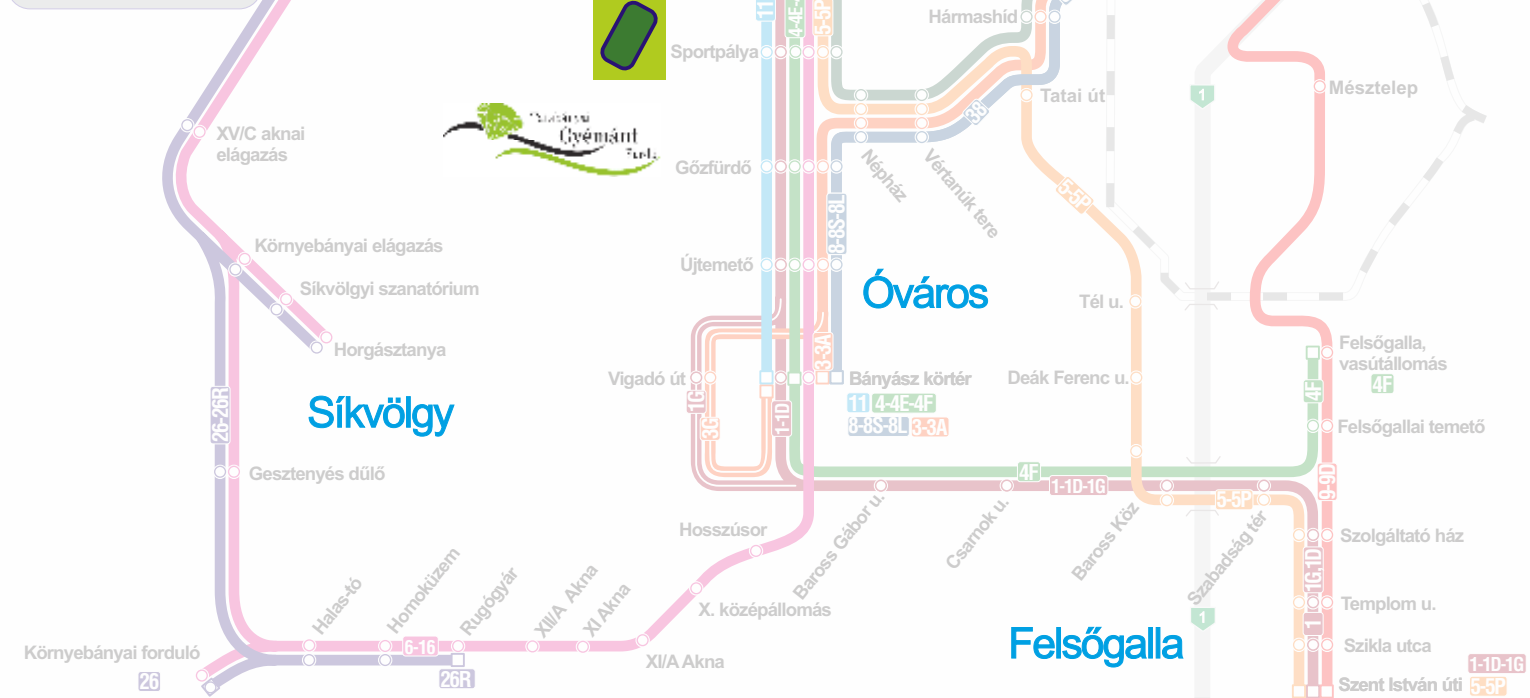 11
4-4E-
5-5P
Hármashíd
Sportpálya
Mésztelep
Tatai út
1
XV/C aknai
elágazás
Gyémánt
38
Gőzfürdő
Népház
Vértanúk tere
5-5P
8-8S-8L
Környebányai elágazás
Újtemető
Síkvölgyi szanatórium
Óváros
Tél u.
Horgásztanya
3-3A
Felsőgalla,
vasútállomás
4F
Vigadó út
Bányász körtér
11 4-4E-4F
8-8S-8L 3-3A
Deák Ferenc u.
4F
1G
3G
1-1D
26-26R
Síkvölgy
Felsőgallai temető
Gesztenyés dűlő
4F
1-1D-1G
9-9D
5-5P
Hosszúsor
Baross Gábor u.
Csarnok u.
Baross Köz
Szabadság tér
Szolgáltató ház
1G,1D
Halas-tó
Homoküzem
Rugógyár
XII/A Akna
XI Akna
X. középállomás
Templom u.
1
1
6-16
XI/A Akna
Felsőgalla
Szikla utca
Környebányai forduló
26
26R
1-1D-1G
Szent István úti 5-5P